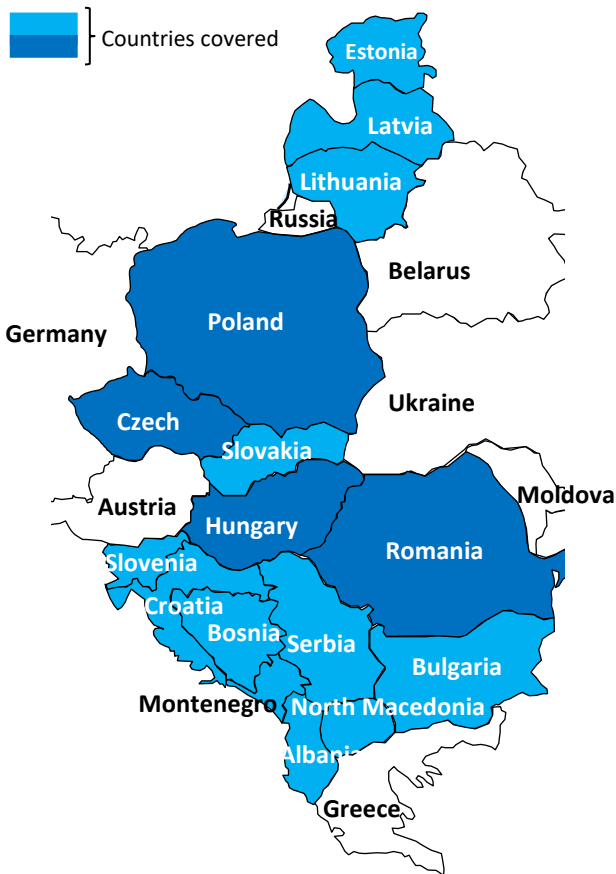 Countries covered
Estonia
Latvia
Lithuania
Russia
Belarus
Poland
Germany
Ukraine
Czech
Slovakia
Moldova
Austria
Hungary
Romania
Slovenia
Croatia
Bosnia
Serbia
Bulgaria
Montenegro
North Macedonia
Albania
Greece